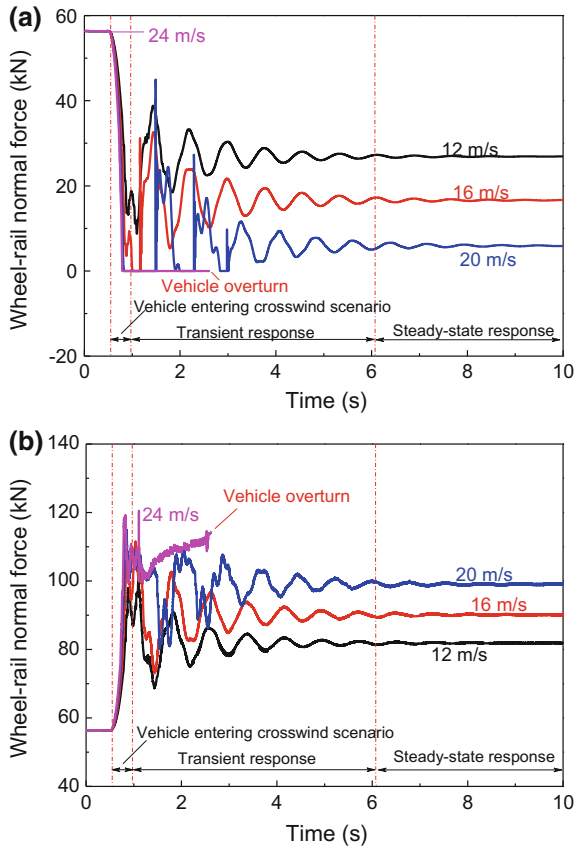 (a)
60
40
20
0
-20
Wheel-rail normal force (kN)
24 m/s
12 m/s
16 m/s
20 m/s
Vehicle overturn
Vehicle entering crosswind scenario
Transient response
Steady-state response
0 2 4 6 8 10
Time (s)
(b)
140
120
100
80
60
40
Wheel-rail normal force (kN)
24 m/s
Vehicle overturn
20 m/s
16 m/s
12 m/s
Vehicle entering crosswind scenario
Transient response
Steady-state response
0 2 4 6 8 10
Time (s)